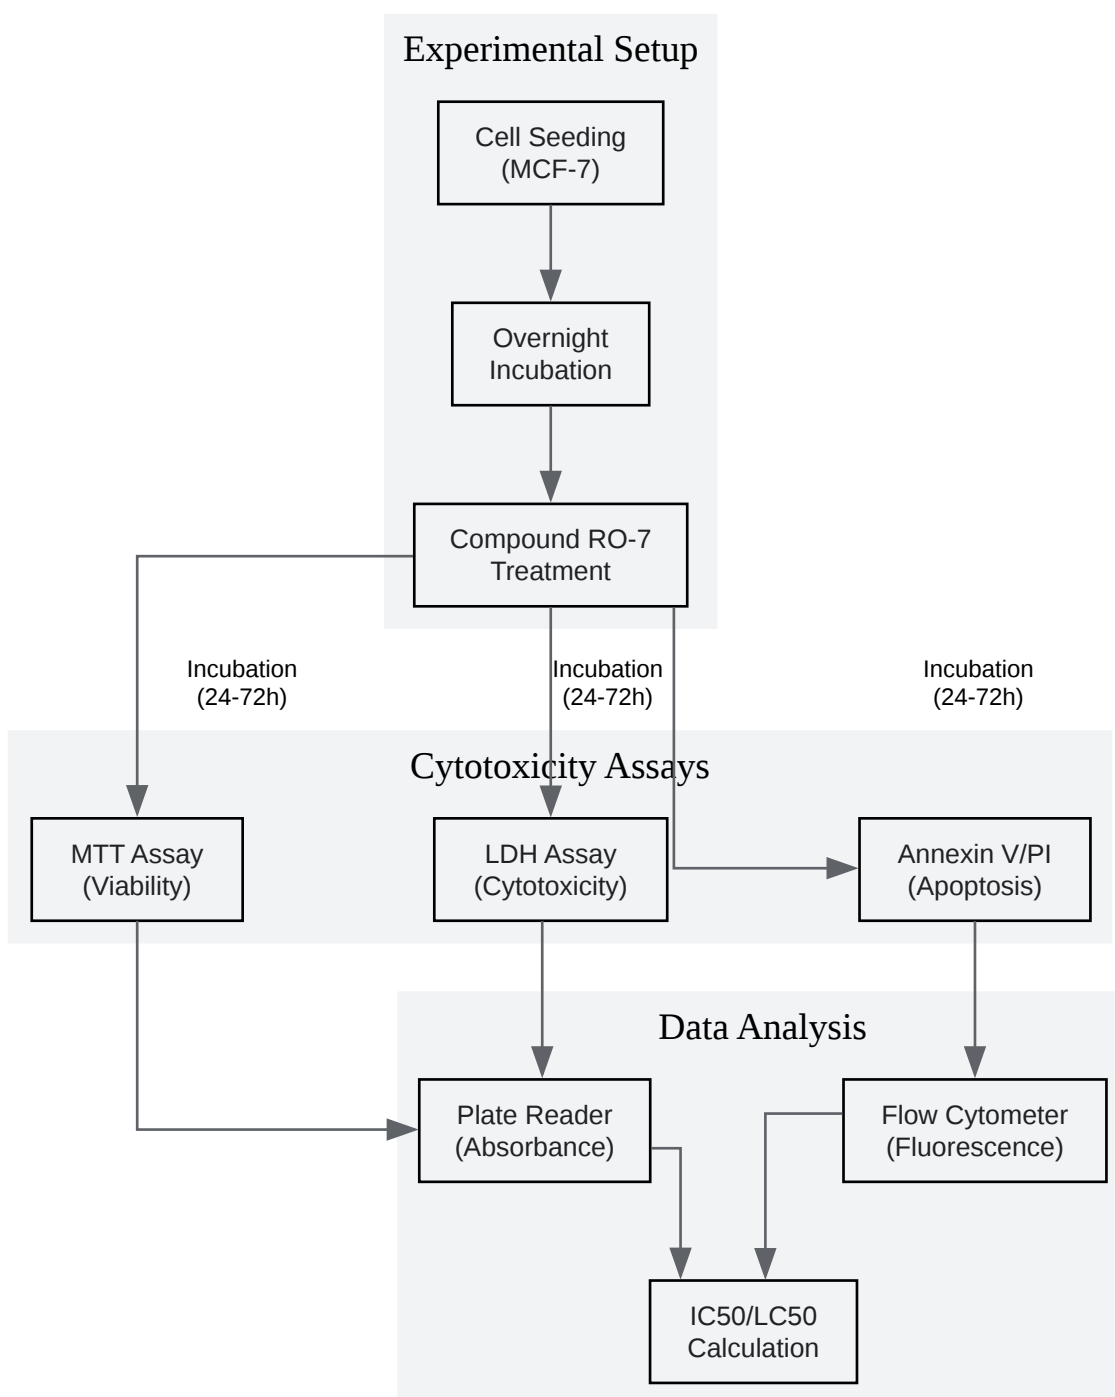 Experimental Setup
Cell Seeding
(MCF-7)
Overnight
Incubation
Compound RO-7
Treatment
Incubation
(24-72h)
Incubation
(24-72h)
Incubation
(24-72h)
Cytotoxicity Assays
MTT Assay
(Viability)
LDH Assay
(Cytotoxicity)
Annexin V/PI
(Apoptosis)
Data Analysis
Plate Reader
(Absorbance)
Flow Cytometer
(Fluorescence)
IC50/LC50
Calculation